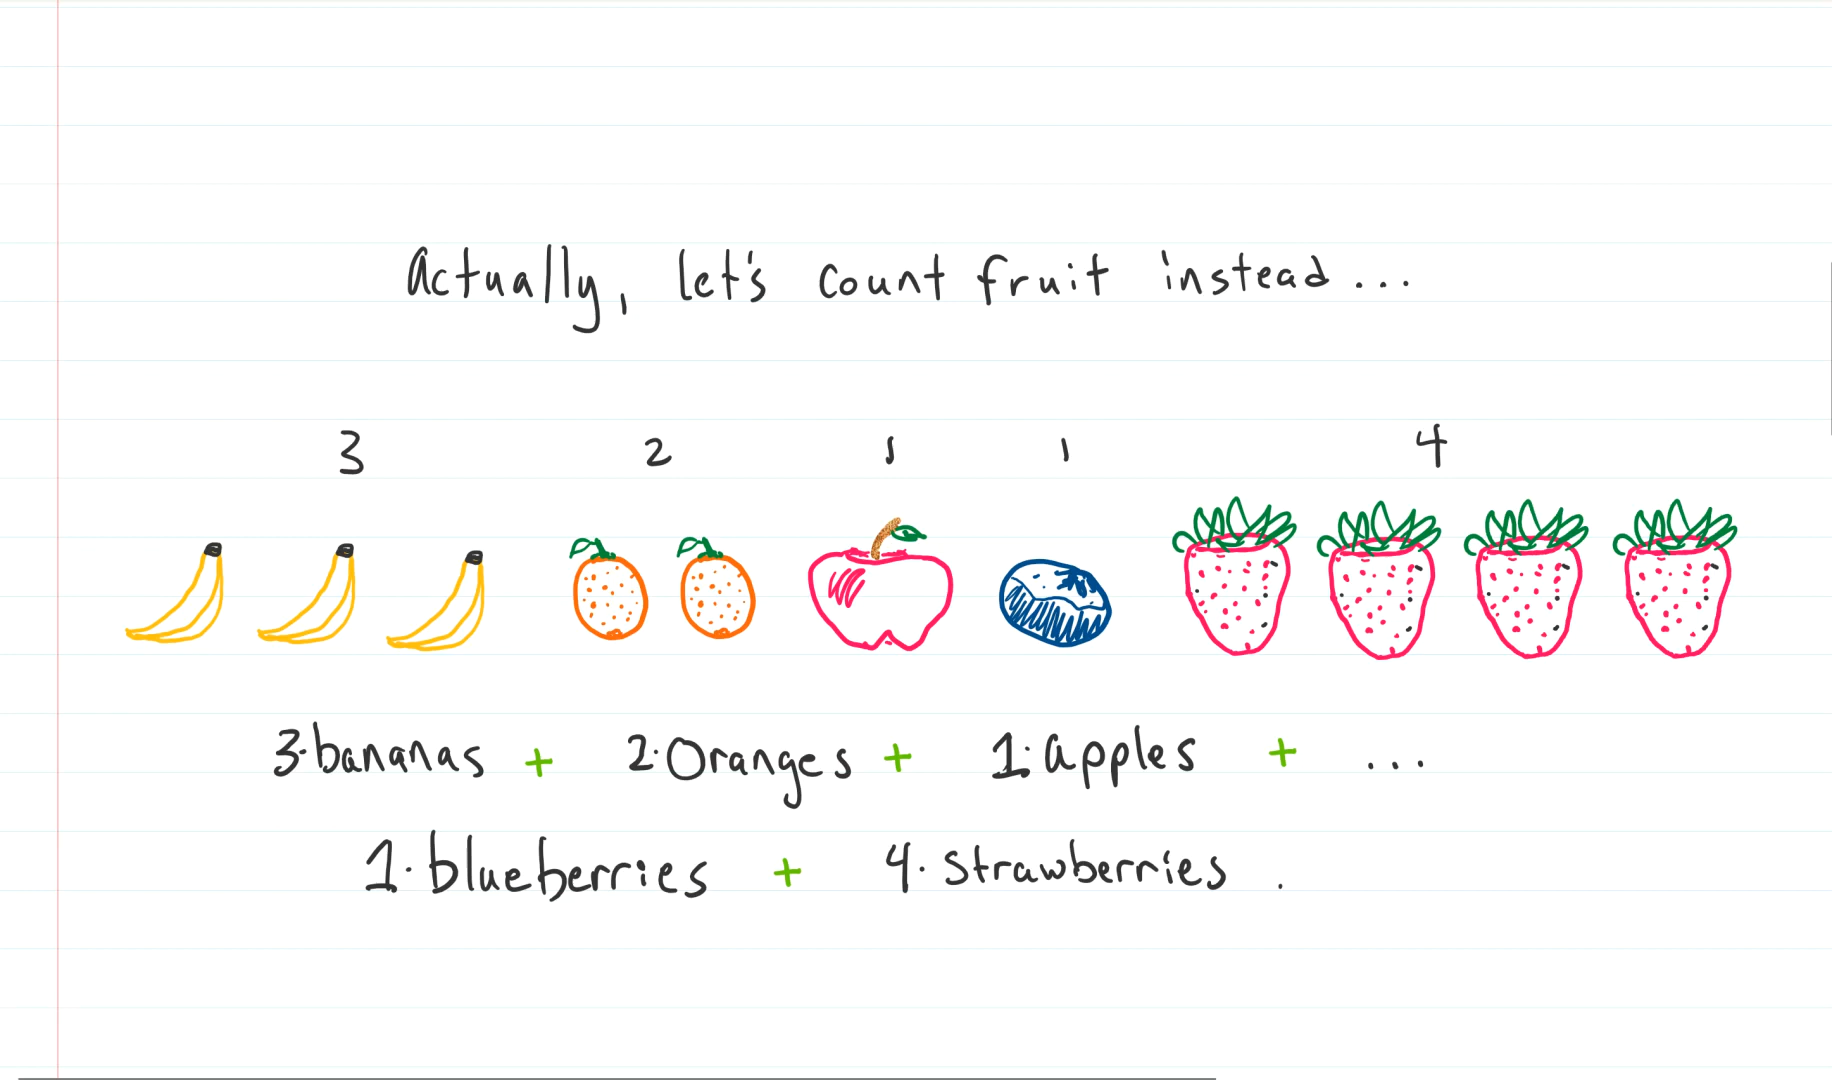 Actually, let's count fruit instead ...
3 2 1 1 4
3·bananas + 2·Oranges + 1·apples + ...
1·blueberries + 4·strawberries .